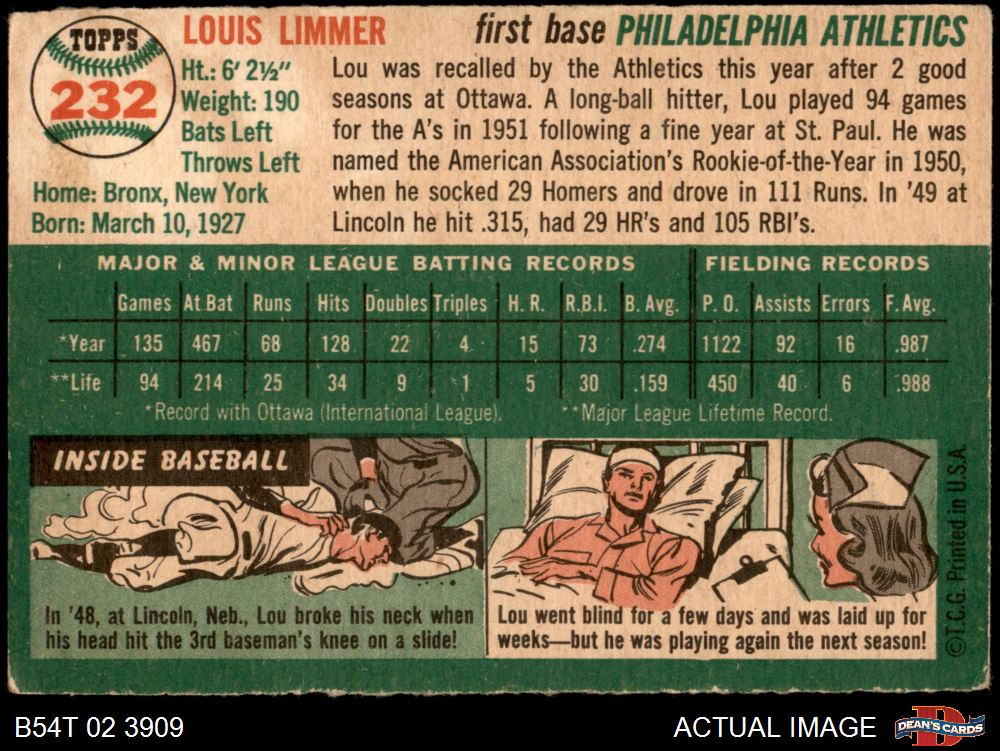 TOPPS
232
LOUIS LIMMER
first base PHILADELPHIA ATHLETICS
Ht.: 6' 2½"
Weight: 190
Bats Left
Throws Left
Home: Bronx, New York
Born: March 10, 1927
Lou was recalled by the Athletics this year after 2 good
seasons at Ottawa. A long-ball hitter, Lou played 94 games
for the A's in 1951 following a fine year at St. Paul. He was
named the American Association's Rookie-of-the-Year in 1950,
when he socked 29 Homers and drove in 111 Runs. In '49 at
Lincoln he hit .315, had 29 HR's and 105 RBI's.
MAJOR & MINOR LEAGUE BATTING RECORDS FIELDING RECORDS
Games At Bat Runs Hits Doubles Triples H. R. R.B.I. B. Avg. P. O. Assists Errors F. Avg.
*Year 135 467 68 128 22 4 15 73 .274 1122 92 16 .987
**Life 94 214 25 34 9 1 5 30 .159 450 40 6 .988
*Record with Ottawa (International League). **Major League Lifetime Record.
INSIDE BASEBALL
In '48, at Lincoln, Neb., Lou broke his neck when
his head hit the 3rd baseman's knee on a slide!
Lou went blind for a few days and was laid up for
weeks—but he was playing again the next season!
©T.C.G. Printed in U.S.A.
B54T 02 3909
ACTUAL IMAGE
DEAN'S CARDS